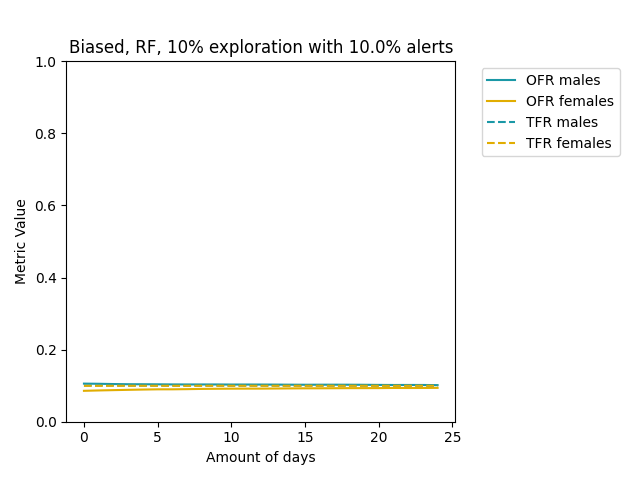 Biased, RF, 10% exploration with 10.0% alerts
1.0
0.8
0.6
0.4
0.2
0.0
Metric Value
0 5 10 15 20 25
Amount of days
OFR males
OFR females
TFR males
TFR females